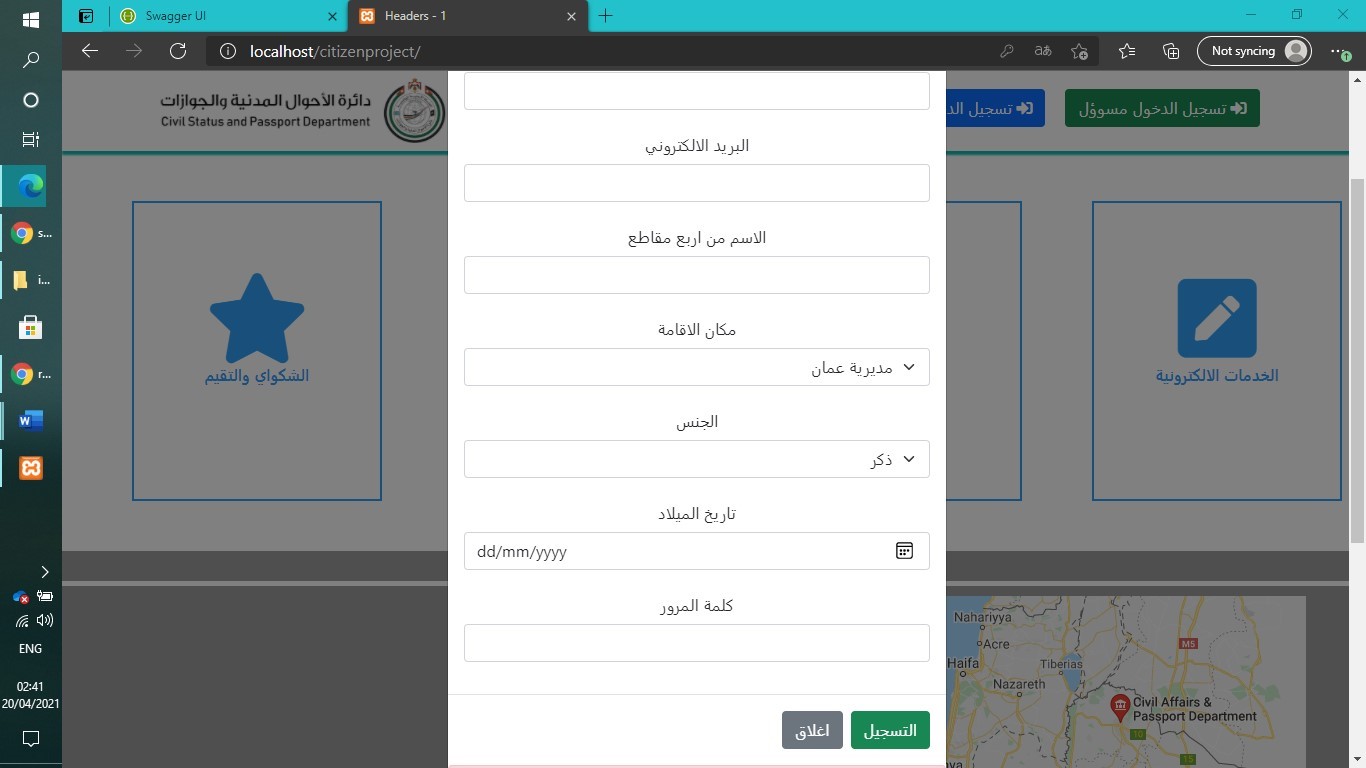 Swagger UI
Headers - 1
localhost/citizenproject/
Not syncing
دائرة الأحوال المدنية والجوازات
Civil Status and Passport Department
تسجيل الد
تسجيل الدخول مسوؤل
البريد الالكتروني
الاسم من اربع مقاطع
مكان الاقامة
مديرية عمان
الجنس
ذكر
تاريخ الميلاد
dd/mm/yyyy
كلمة المرور
التسجيل
اغلاق
الشكواي والتقيم
الخدمات الالكترونية
Nahariyya
Acre
Haifa
Tiberias
Nazareth
M5
Civil Affairs &
Passport Department
10
15
s...
i...
r...
ENG
02:41
20/04/2021